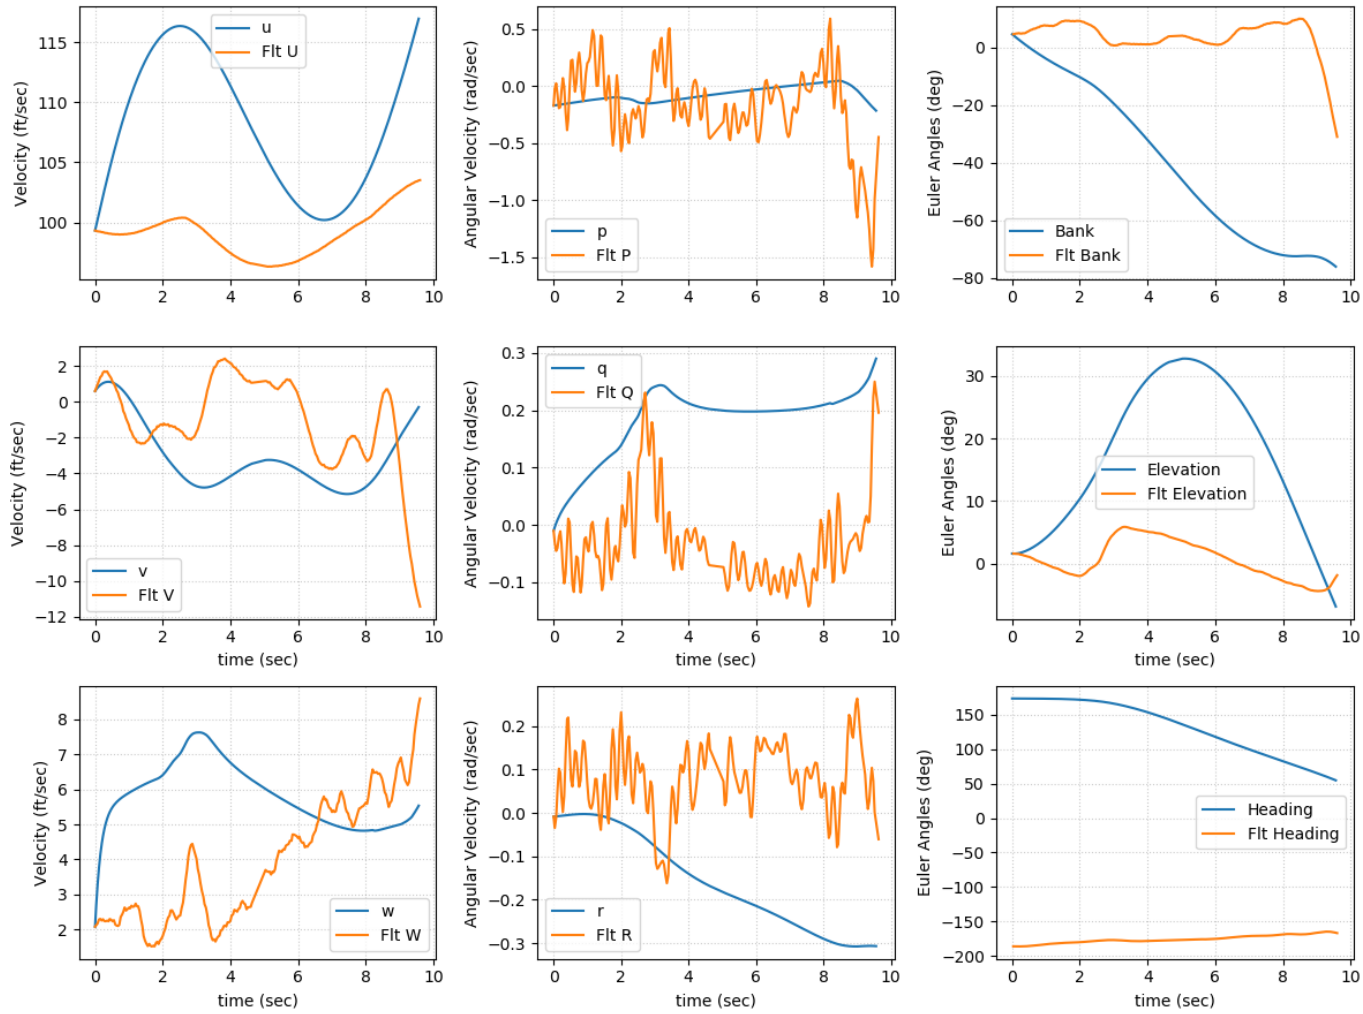 Velocity (ft/sec)
115
110
105
100
0 2 4 6 8 10
u
Flt U
Angular Velocity (rad/sec)
0.5
0.0
−0.5
−1.0
−1.5
0 2 4 6 8 10
p
Flt P
Euler Angles (deg)
0
−20
−40
−60
−80
0 2 4 6 8 10
Bank
Flt Bank
Velocity (ft/sec)
2
0
−2
−4
−6
−8
−10
−12
0 2 4 6 8 10
time (sec)
v
Flt V
Angular Velocity (rad/sec)
0.3
0.2
0.1
0.0
−0.1
0 2 4 6 8 10
time (sec)
q
Flt Q
Euler Angles (deg)
30
20
10
0
0 2 4 6 8 10
time (sec)
Elevation
Flt Elevation
Velocity (ft/sec)
8
7
6
5
4
3
2
0 2 4 6 8 10
time (sec)
w
Flt W
Angular Velocity (rad/sec)
0.2
0.1
0.0
−0.1
−0.2
−0.3
0 2 4 6 8 10
time (sec)
r
Flt R
Euler Angles (deg)
150
100
50
0
−50
−100
−150
−200
0 2 4 6 8 10
time (sec)
Heading
Flt Heading